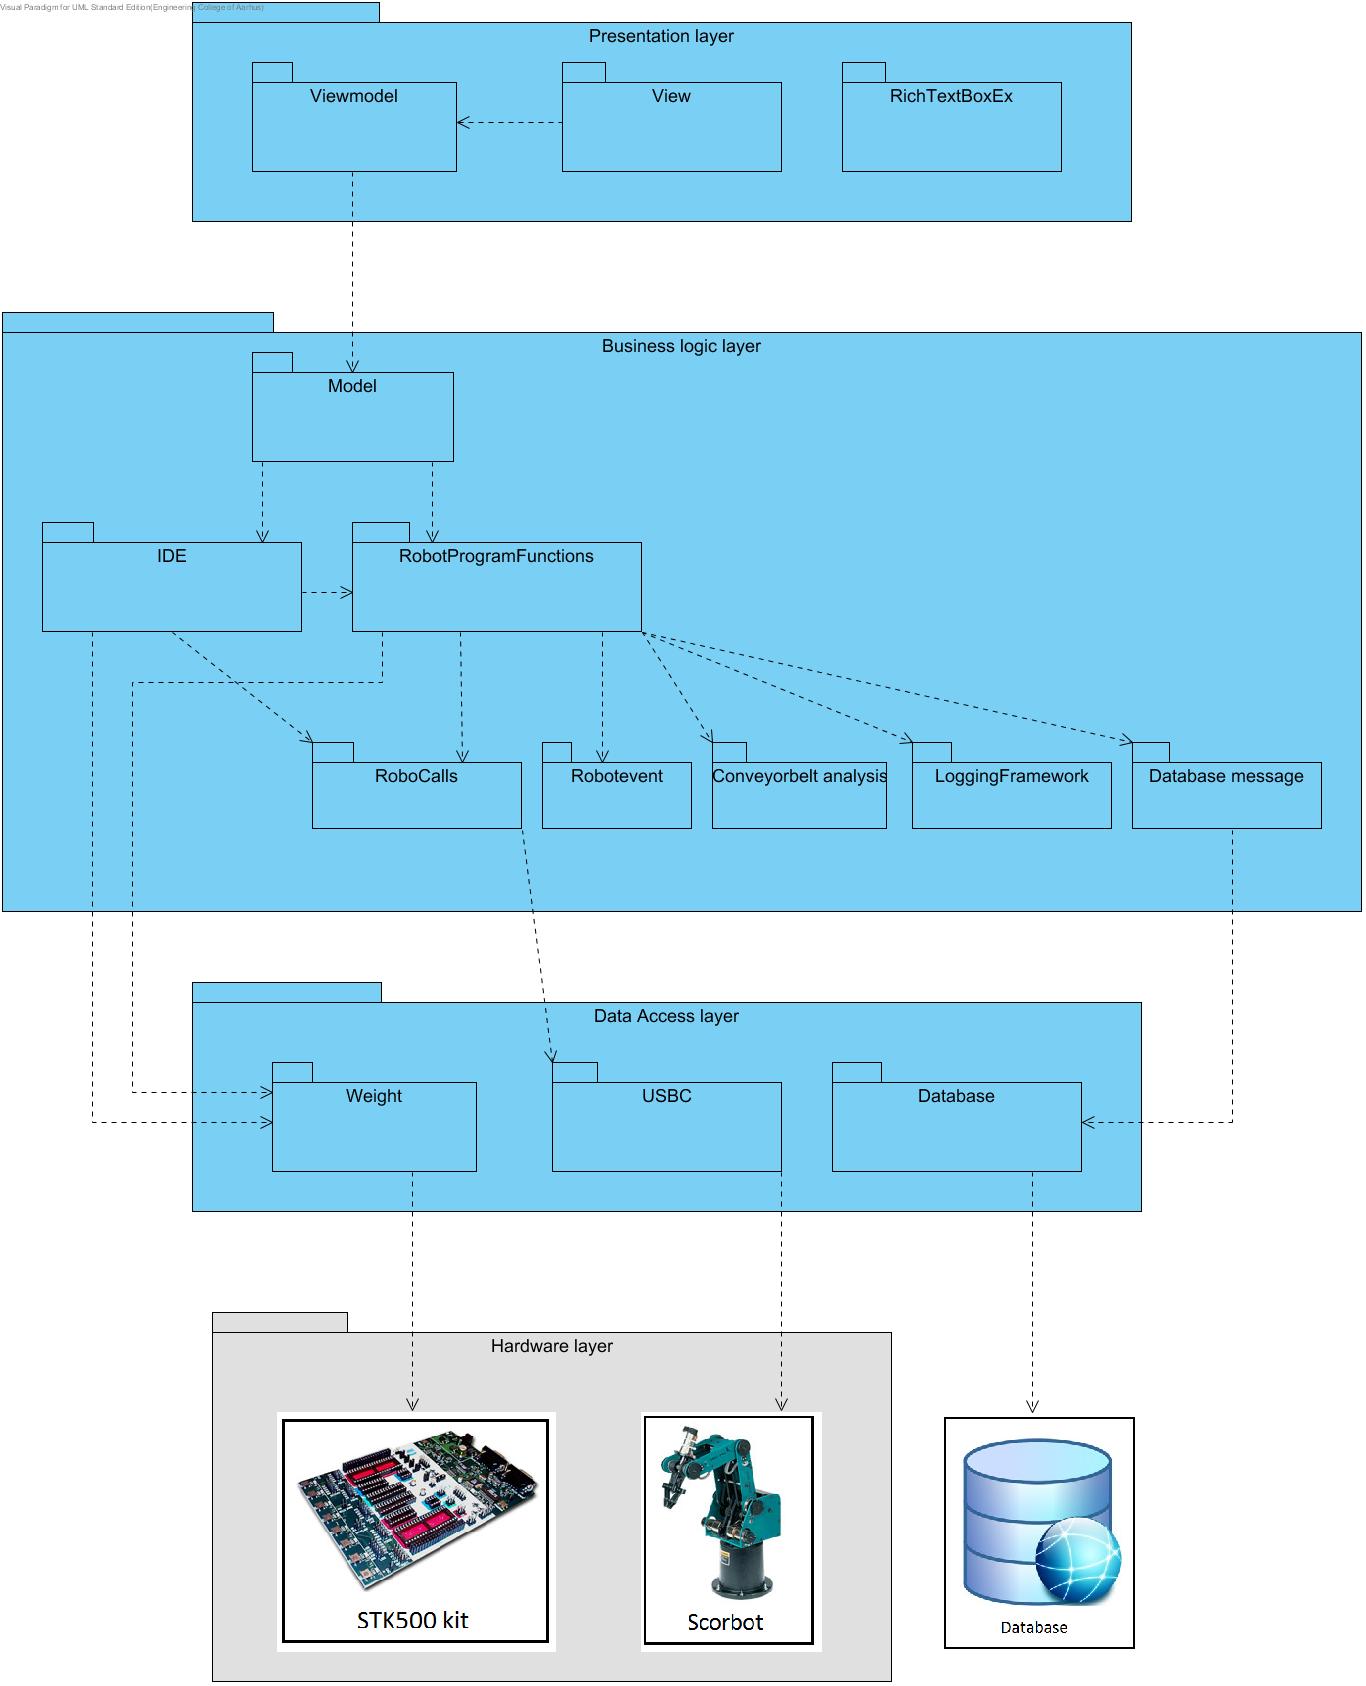 Visual Paradigm for UML Standard Edition(Engineering College of Aarhus)
Presentation layer
Viewmodel
View
RichTextBoxEx
Business logic layer
Model
IDE
RobotProgramFunctions
RoboCalls
Robotevent
Conveyorbelt analysis
LoggingFramework
Database message
Data Access layer
Weight
USBC
Database
Hardware layer
STK500 kit
Scorbot
Database